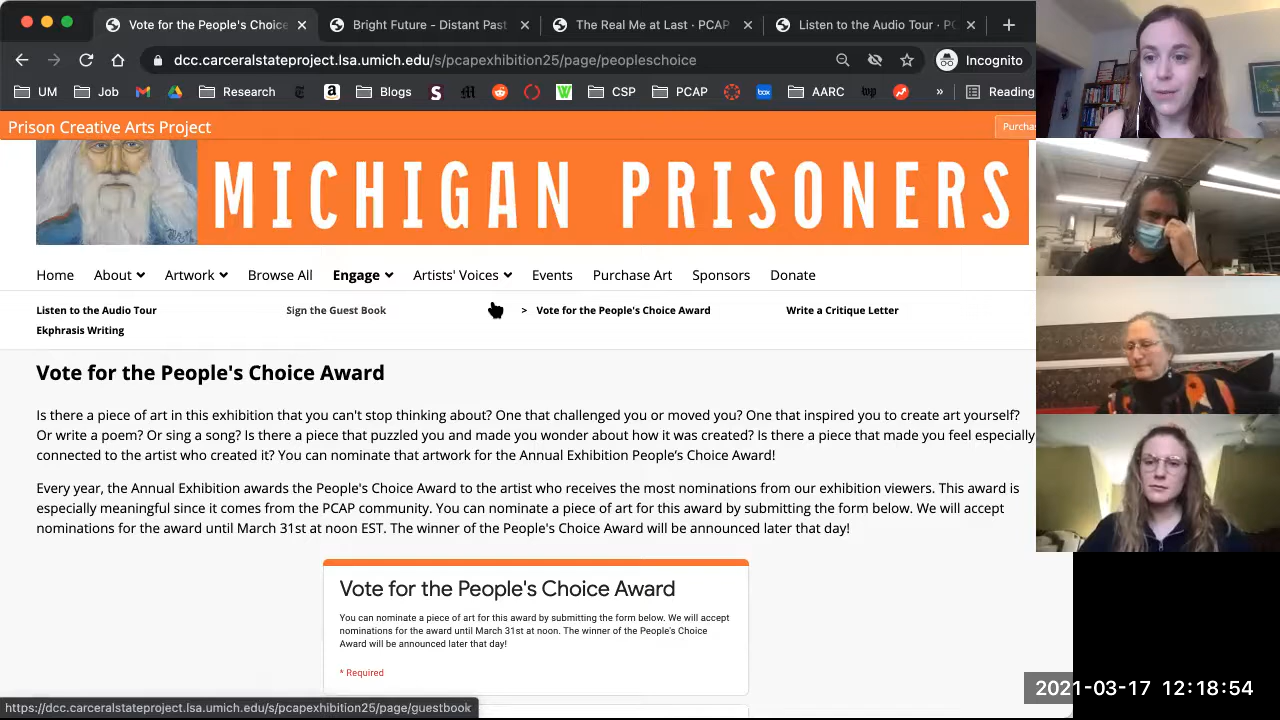 Vote for the People's Choice
Bright Future - Distant Past
The Real Me at Last · PCAP
Listen to the Audio Tour · PC
dcc.carceralstateproject.lsa.umich.edu/s/pcapexhibition25/page/peopleschoice
Incognito
UM
Job
Research
Blogs
CSP
PCAP
box
AARC
wp
»
Reading
Prison Creative Arts Project
Purcha
MICHIGAN PRISONERS
Home About Artwork Browse All Engage Artists' Voices Events Purchase Art Sponsors Donate
Listen to the Audio Tour Sign the Guest Book > Vote for the People's Choice Award Write a Critique Letter
Ekphrasis Writing
Vote for the People's Choice Award
Is there a piece of art in this exhibition that you can't stop thinking about? One that challenged you or moved you? One that inspired you to create art yourself?
Or write a poem? Or sing a song? Is there a piece that puzzled you and made you wonder about how it was created? Is there a piece that made you feel especially
connected to the artist who created it? You can nominate that artwork for the Annual Exhibition People's Choice Award!
Every year, the Annual Exhibition awards the People's Choice Award to the artist who receives the most nominations from our exhibition viewers. This award is
especially meaningful since it comes from the PCAP community. You can nominate a piece of art for this award by submitting the form below. We will accept
nominations for the award until March 31st at noon EST. The winner of the People's Choice Award will be announced later that day!
Vote for the People's Choice Award
You can nominate a piece of art for this award by submitting the form below. We will accept
nominations for the award until March 31st at noon. The winner of the People's Choice
Award will be announced later that day!
* Required
https://dcc.carceralstateproject.lsa.umich.edu/s/pcapexhibition25/page/guestbook
2021-03-17 12:18:54